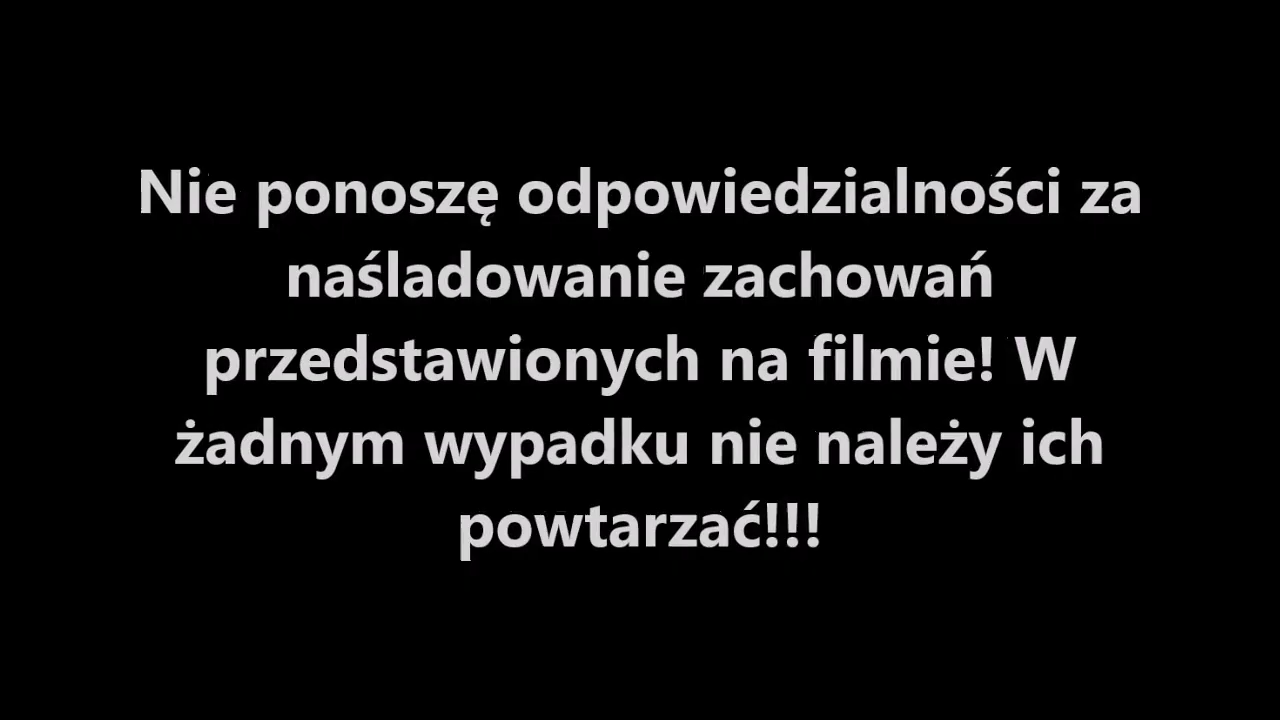 Nie ponoszę odpowiedzialności za
naśladowanie zachowań
przedstawionych na filmie! W
żadnym wypadku nie należy ich
powtarzać!!!